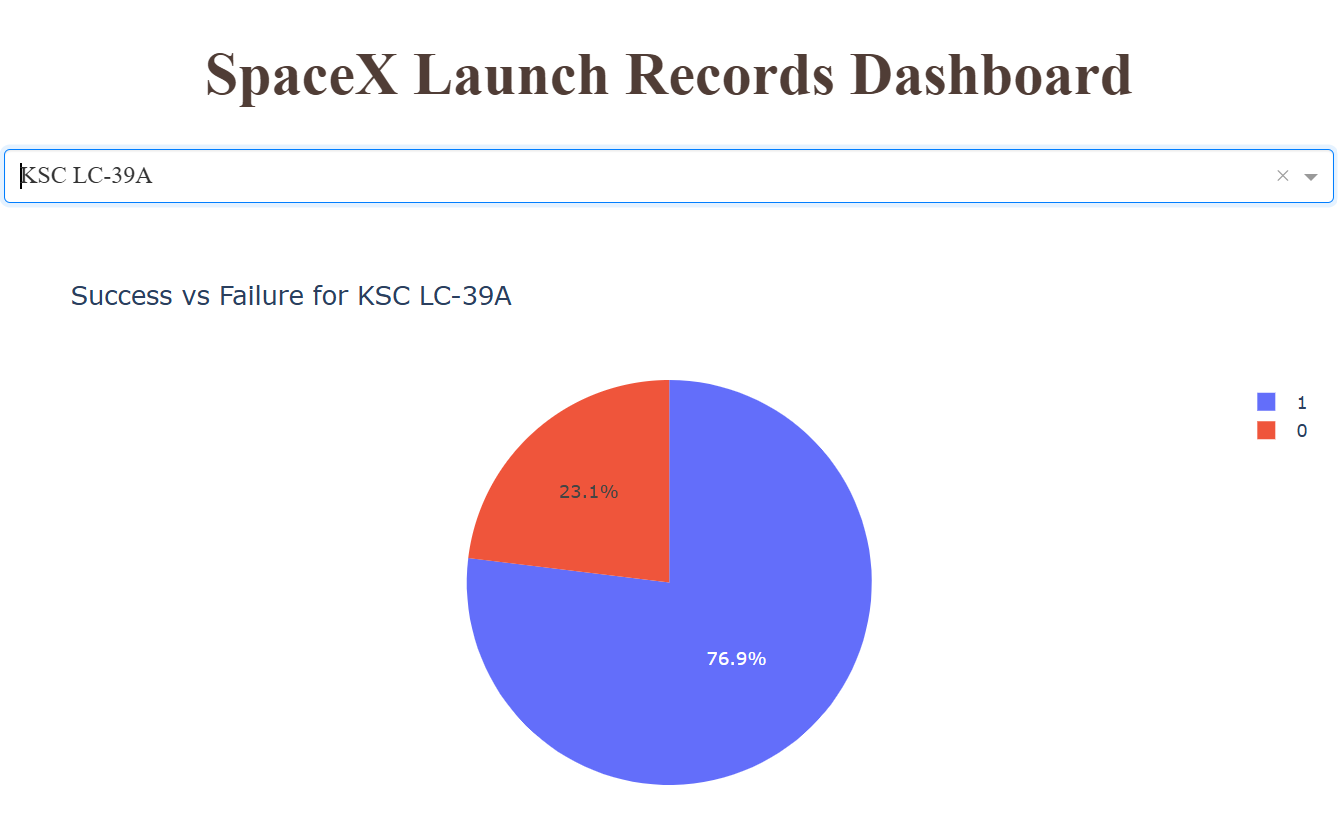 SpaceX Launch Records Dashboard
KSC LC-39A
Success vs Failure for KSC LC-39A
1
0
23.1%
76.9%